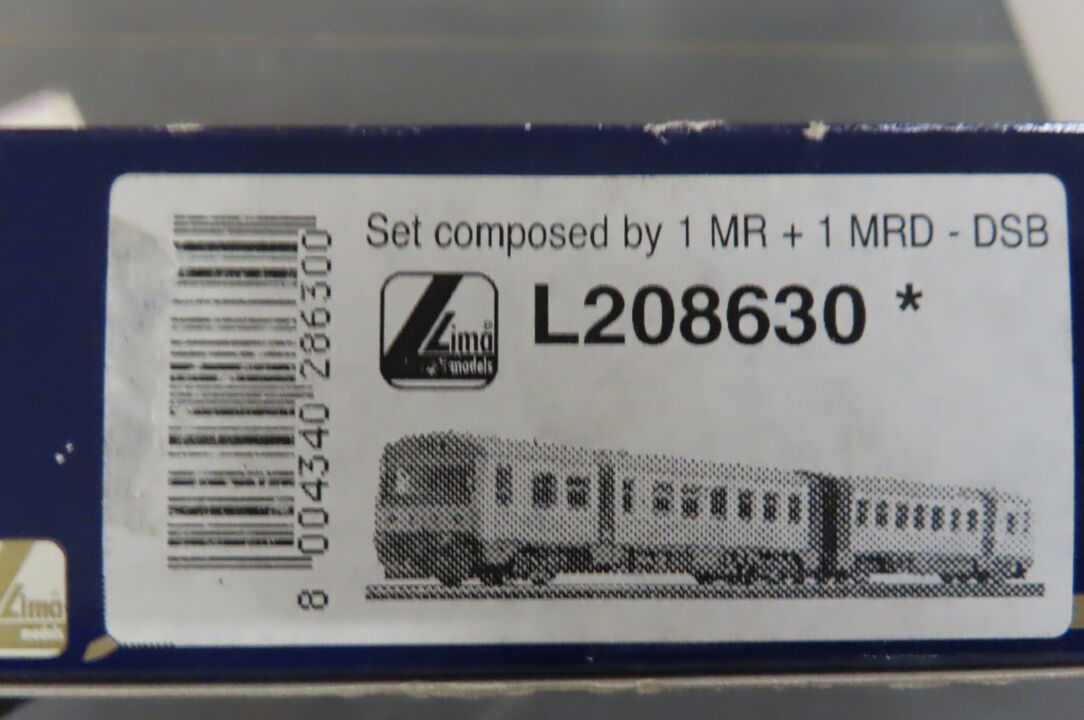 Set composed by 1 MR + 1 MRD - DSB
L208630 *
Lima
models
8 004340 286300
Lima
models